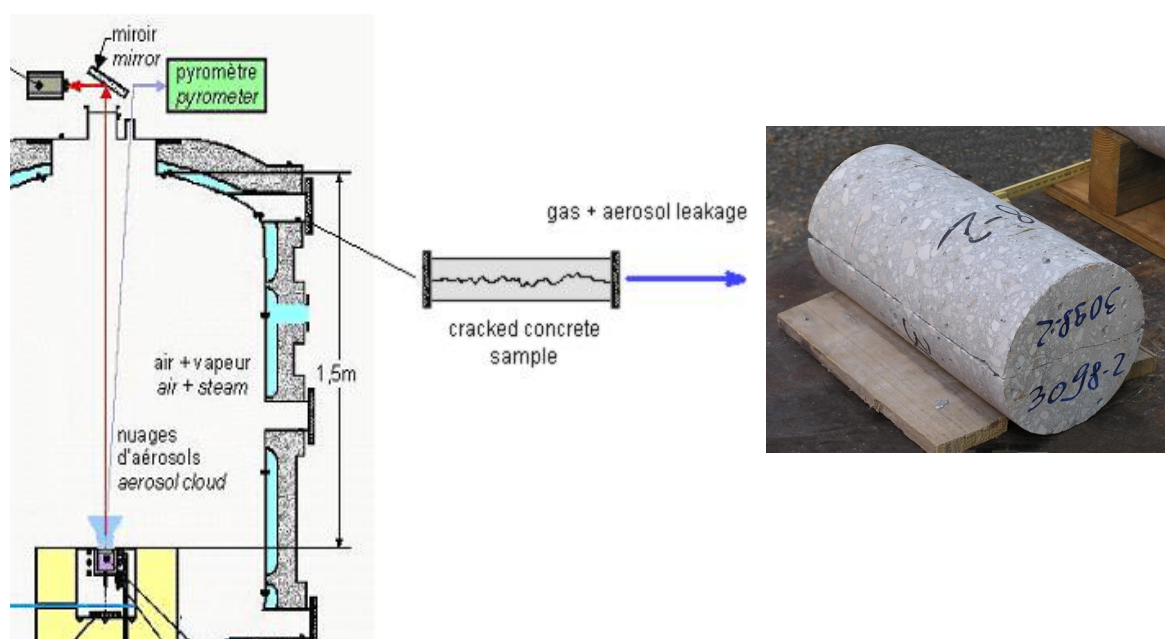 miroir
mirror
pyromètre
pyrometer
gas + aerosol leakage
cracked concrete
sample
air + vapeur
air + steam
1,5m
nuages
d'aérosols
aerosol cloud
3098-2
3098-2